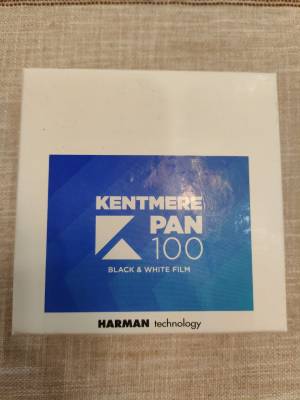 KENTMERE
PAN
100
BLACK & WHITE FILM
HARMAN technology